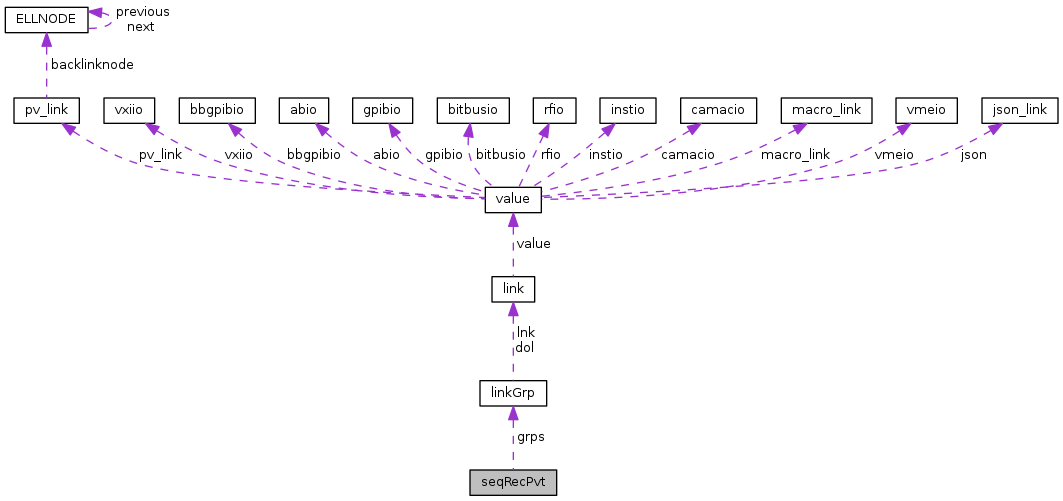 ELLNODE
previous
next
backlinknode
pv_link
vxiio
bbgpibio
abio
gpibio
bitbusio
rfio
instio
camacio
macro_link
vmeio
json_link
pv_link
vxiio
bbgpibio
abio
gpibio
bitbusio
rfio
instio
camacio
macro_link
vmeio
json
value
value
link
lnk
dol
linkGrp
grps
seqRecPvt